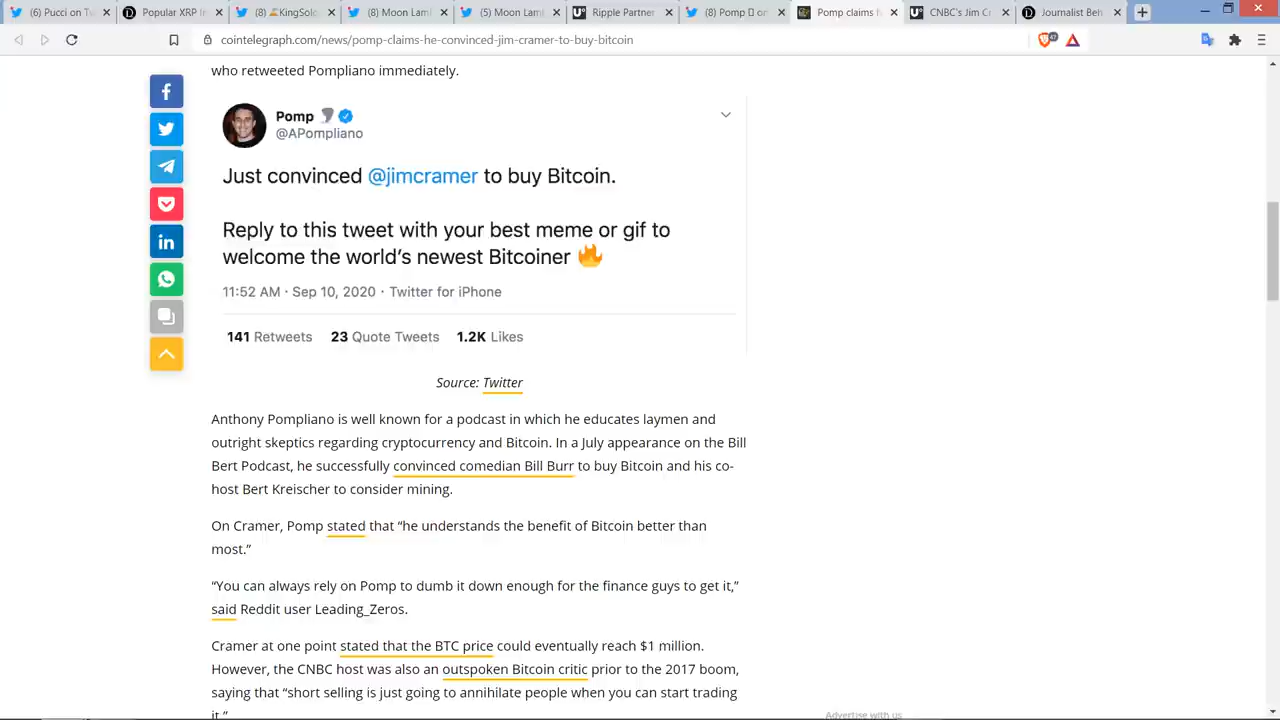 (8) Pucci on Tw
Popular XRP In
(8) KingSolo
(8) Moon Lam
(5) Moon Lam
Ripple Partner
(8) Pomp on
Pomp claims h
CNBC's Jim Cr
Journalist Beh
cointelegraph.com/news/pomp-claims-he-convinced-jim-cramer-to-buy-bitcoin
47
who retweeted Pompliano immediately.
Pomp
@APompliano
Just convinced @jimcramer to buy Bitcoin.
Reply to this tweet with your best meme or gif to
welcome the world's newest Bitcoiner 🔥
11:52 AM · Sep 10, 2020 · Twitter for iPhone
141 Retweets 23 Quote Tweets 1.2K Likes
Source: Twitter
Anthony Pompliano is well known for a podcast in which he educates laymen and
outright skeptics regarding cryptocurrency and Bitcoin. In a July appearance on the Bill
Bert Podcast, he successfully convinced comedian Bill Burr to buy Bitcoin and his co-
host Bert Kreischer to consider mining.
On Cramer, Pomp stated that “he understands the benefit of Bitcoin better than
most.”
“You can always rely on Pomp to dumb it down enough for the finance guys to get it,”
said Reddit user Leading_Zeros.
Cramer at one point stated that the BTC price could eventually reach $1 million.
However, the CNBC host was also an outspoken Bitcoin critic prior to the 2017 boom,
saying that “short selling is just going to annihilate people when you can start trading
it.”
Advertise with us